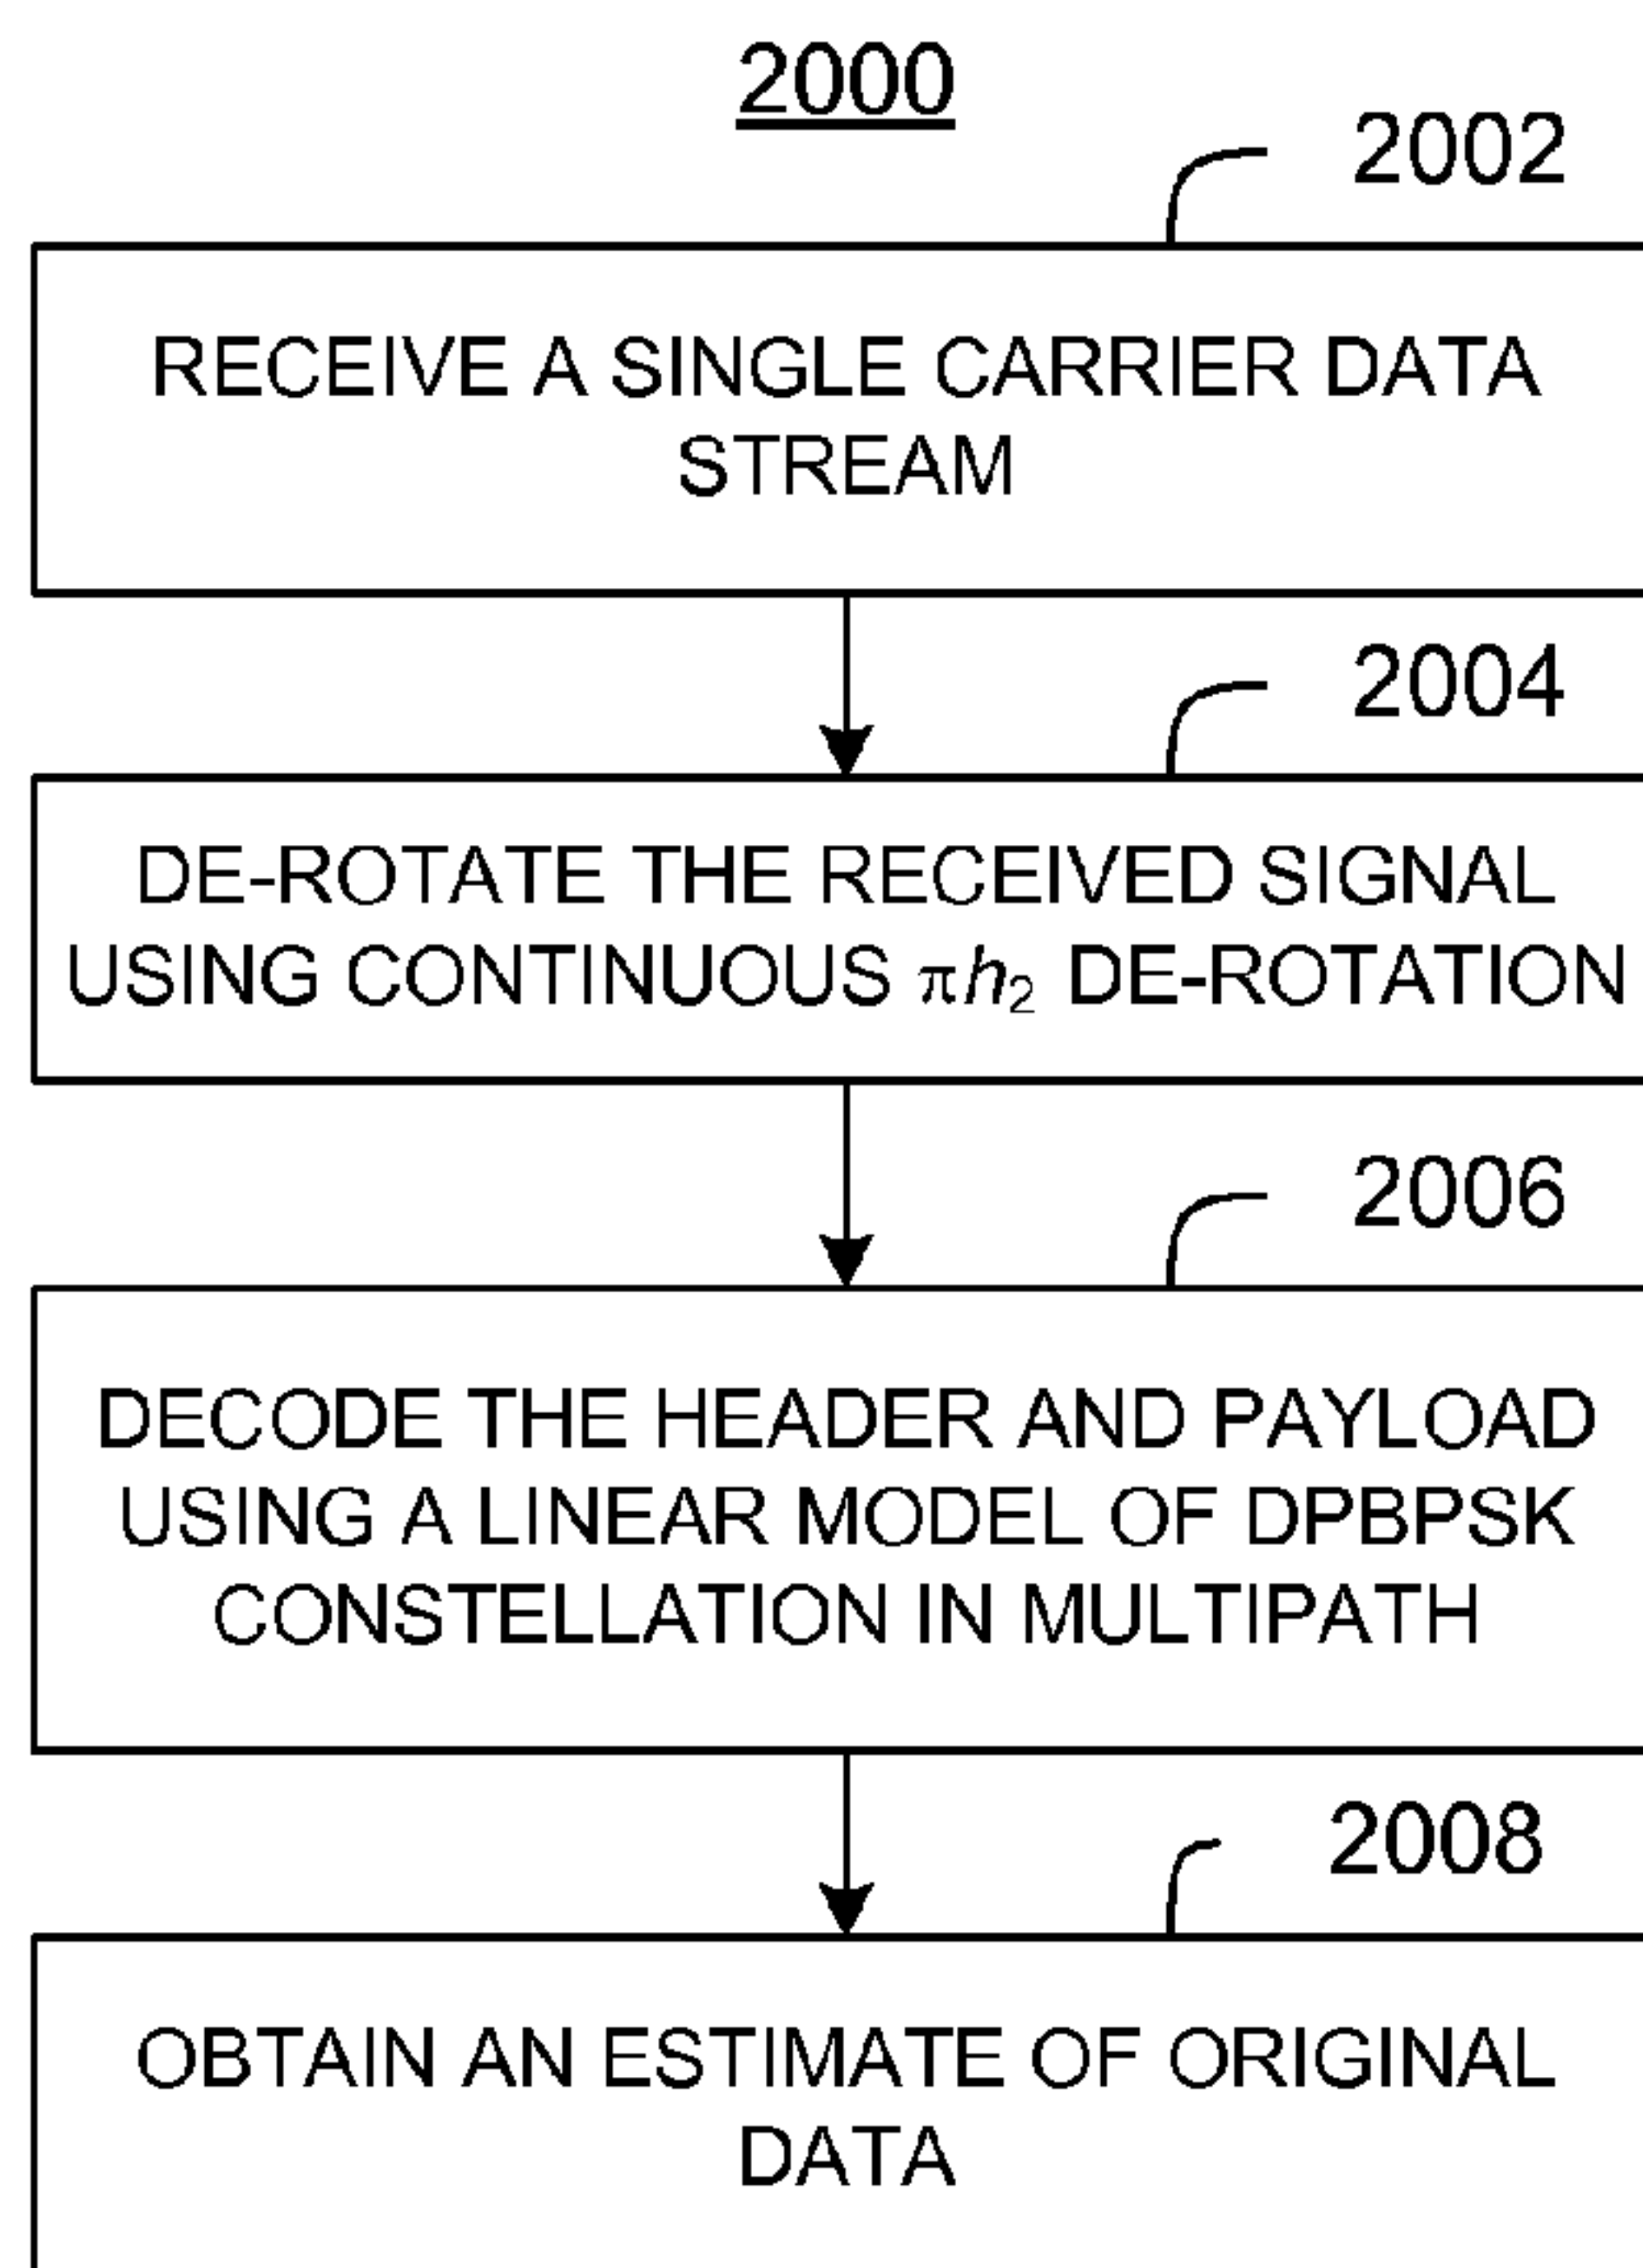 2000
2002
RECEIVE A SINGLE CARRIER DATA
STREAM
2004
DE-ROTATE THE RECEIVED SIGNAL
USING CONTINUOUS πh₂ DE-ROTATION
2006
DECODE THE HEADER AND PAYLOAD
USING A LINEAR MODEL OF DPBPSK
CONSTELLATION IN MULTIPATH
2008
OBTAIN AN ESTIMATE OF ORIGINAL
DATA